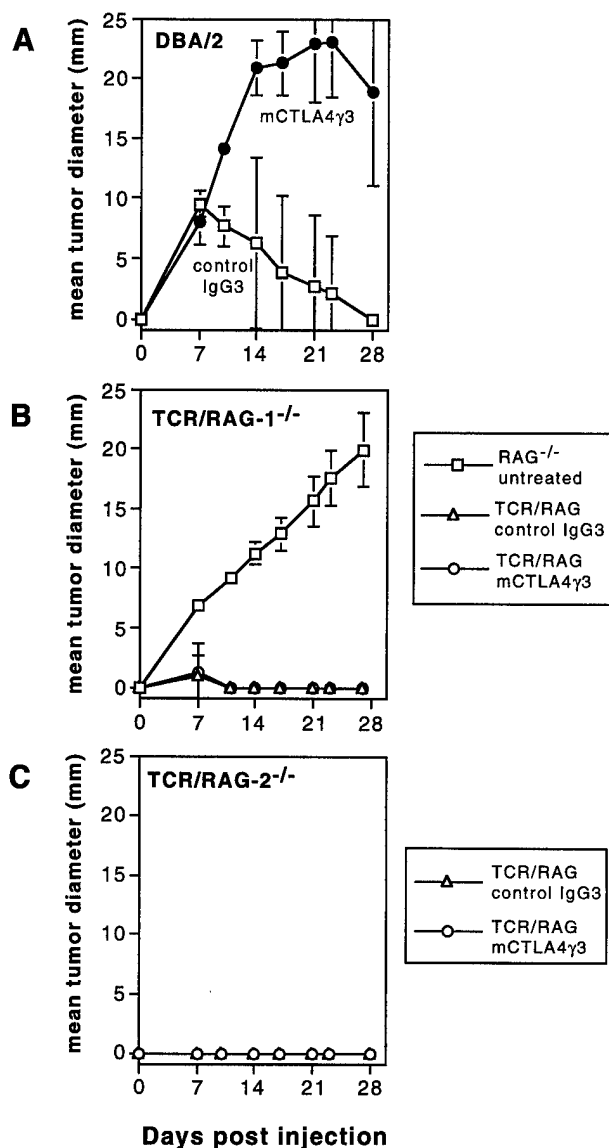 A
DBA/2
mean tumor diameter (mm)
25
20
15
10
5
0
mCTLA4γ3
control
IgG3
0 7 14 21 28
B
TCR/RAG-1-/-
mean tumor diameter (mm)
25
20
15
10
5
0
0 7 14 21 28
RAG-/-
untreated
TCR/RAG
control IgG3
TCR/RAG
mCTLA4γ3
C
TCR/RAG-2-/-
mean tumor diameter (mm)
25
20
15
10
5
0
0 7 14 21 28
TCR/RAG
control IgG3
TCR/RAG
mCTLA4γ3
Days post injection